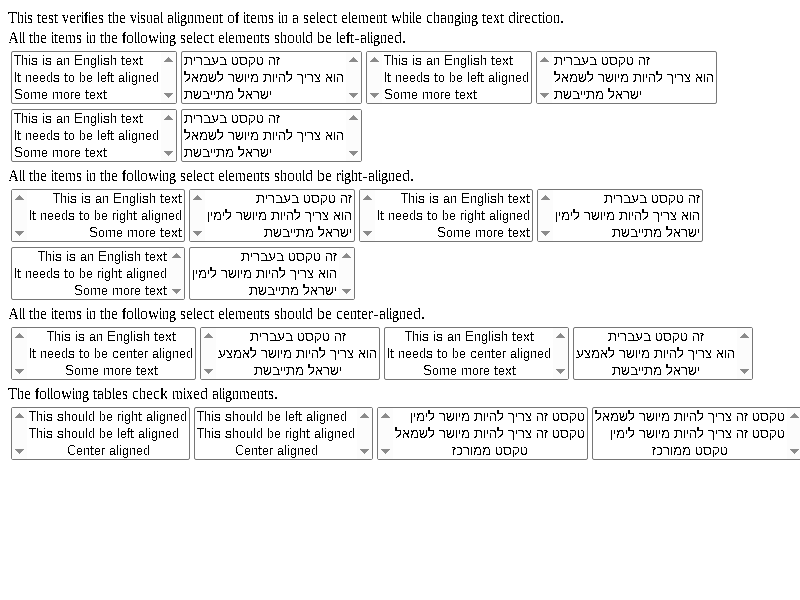 This test verifies the visual alignment of items in a select element while changing text direction.
All the items in the following select elements should be left-aligned.
This is an English text
It needs to be left aligned
Some more text
זה טקסט בעברית
הוא צריך להיות מיושר לשמאל
ישראל מתייבשת
This is an English text
It needs to be left aligned
Some more text
זה טקסט בעברית
הוא צריך להיות מיושר לשמאל
ישראל מתייבשת
This is an English text
It needs to be left aligned
Some more text
זה טקסט בעברית
הוא צריך להיות מיושר לשמאל
ישראל מתייבשת
All the items in the following select elements should be right-aligned.
This is an English text
It needs to be right aligned
Some more text
זה טקסט בעברית
הוא צריך להיות מיושר לימין
ישראל מתייבשת
This is an English text
It needs to be right aligned
Some more text
זה טקסט בעברית
הוא צריך להיות מיושר לימין
ישראל מתייבשת
This is an English text
It needs to be right aligned
Some more text
זה טקסט בעברית
הוא צריך להיות מיושר לימין
ישראל מתייבשת
All the items in the following select elements should be center-aligned.
This is an English text
It needs to be center aligned
Some more text
זה טקסט בעברית
הוא צריך להיות מיושר לאמצע
ישראל מתייבשת
This is an English text
It needs to be center aligned
Some more text
זה טקסט בעברית
הוא צריך להיות מיושר לאמצע
ישראל מתייבשת
The following tables check mixed alignments.
This should be right aligned
This should be left aligned
Center aligned
This should be left aligned
This should be right aligned
Center aligned
טקסט זה צריך להיות מיושר לימין
טקסט זה צריך להיות מיושר לשמאל
טקסט ממורכז
טקסט זה צריך להיות מיושר לשמאל
טקסט זה צריך להיות מיושר לימין
טקסט ממורכז